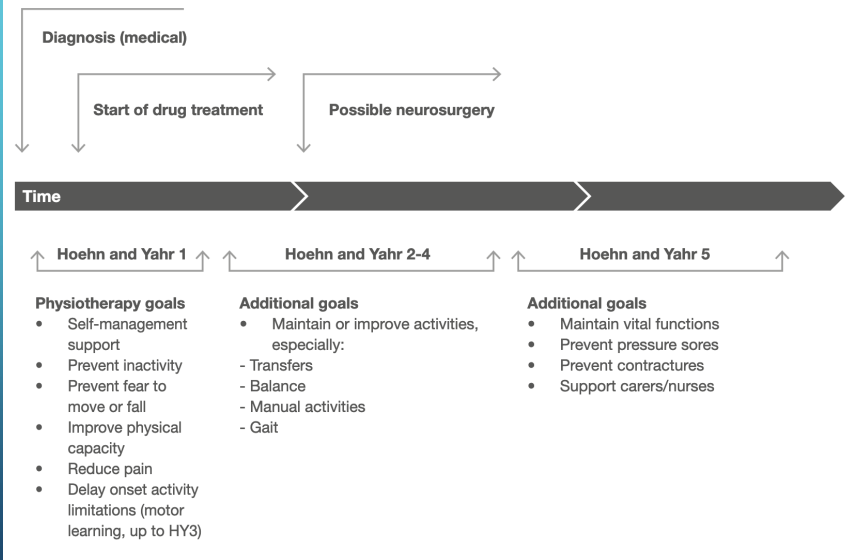 Diagnosis (medical)
Start of drug treatment
Possible neurosurgery
Time
Hoehn and Yahr 1
Hoehn and Yahr 2-4
Hoehn and Yahr 5
Physiotherapy goals
• Self-management
support
• Prevent inactivity
• Prevent fear to
move or fall
• Improve physical
capacity
• Reduce pain
• Delay onset activity
limitations (motor
learning, up to HY3)
Additional goals
• Maintain or improve activities,
especially:
- Transfers
- Balance
- Manual activities
- Gait
Additional goals
• Maintain vital functions
• Prevent pressure sores
• Prevent contractures
• Support carers/nurses